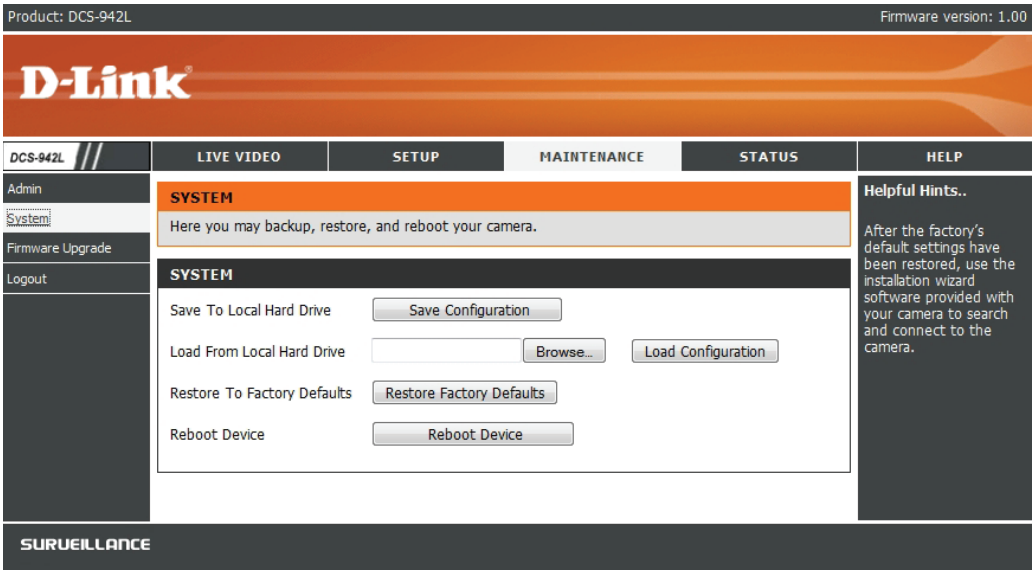 Product: DCS-942L Firmware version: 1.00
D-Link®
DCS-942L LIVE VIDEO SETUP MAINTENANCE STATUS HELP
Admin
System
Firmware Upgrade
Logout
SYSTEM
Here you may backup, restore, and reboot your camera.
SYSTEM
Save To Local Hard Drive Save Configuration
Load From Local Hard Drive Browse... Load Configuration
Restore To Factory Defaults Restore Factory Defaults
Reboot Device Reboot Device
Helpful Hints..
After the factory's
default settings have
been restored, use the
installation wizard
software provided with
your camera to search
and connect to the
camera.
SURVEILLANCE